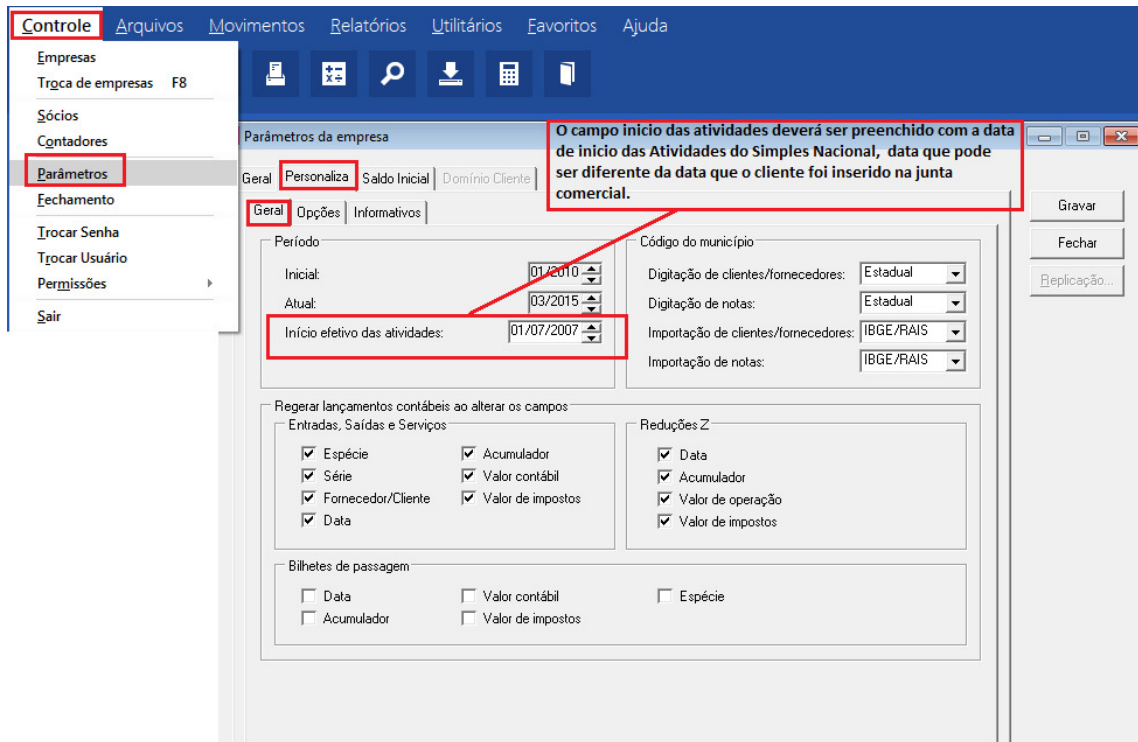 Controle Arquivos Movimentos Relatórios Utilitários Favoritos Ajuda
Empresas
Troca de empresas F8
Sócios
Contadores
Parâmetros
Fechamento
Trocar Senha
Trocar Usuário
Permissões
Sair
Parâmetros da empresa
O campo inicio das atividades deverá ser preenchido com a data
de inicio das Atividades do Simples Nacional, data que pode
ser diferente da data que o cliente foi inserido na junta
comercial.
Geral Personaliza Saldo Inicial Domínio Cliente
Geral Opções Informativos
Gravar
Fechar
Replicação...
Período
Inicial: 01/2010
Atual: 03/2015
Início efetivo das atividades: 01/07/2007
Código do município
Digitação de clientes/fornecedores: Estadual
Digitação de notas: Estadual
Importação de clientes/fornecedores: IBGE/RAIS
Importação de notas: IBGE/RAIS
Regerar lançamentos contábeis ao alterar os campos
Entradas, Saídas e Serviços
Espécie Acumulador
Série Valor contábil
Fornecedor/Cliente Valor de impostos
Data
Reduções Z
Data
Acumulador
Valor de operação
Valor de impostos
Bilhetes de passagem
Data Valor contábil Espécie
Acumulador Valor de impostos